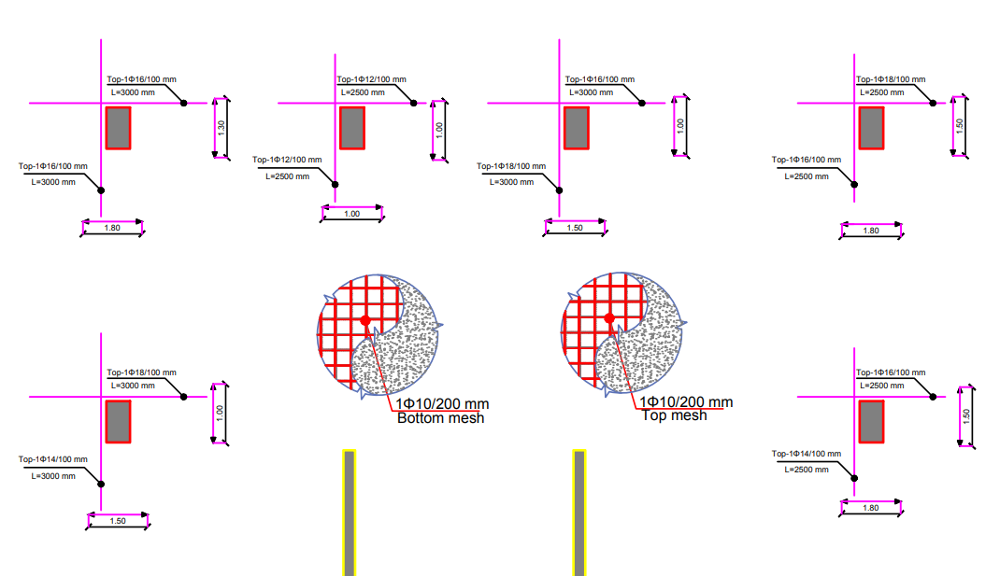 Top-1Φ16/100 mm
L=3000 mm
1.30
Top-1Φ16/100 mm
L=3000 mm
1.80
Top-1Φ12/100 mm
L=2500 mm
1.00
Top-1Φ12/100 mm
L=2500 mm
1.00
Top-1Φ16/100 mm
L=3000 mm
1.00
Top-1Φ18/100 mm
L=3000 mm
1.50
Top-1Φ18/100 mm
L=2500 mm
1.50
Top-1Φ16/100 mm
L=2500 mm
1.80
1Φ10/200 mm
Bottom mesh
1Φ10/200 mm
Top mesh
Top-1Φ18/100 mm
L=3000 mm
1.00
Top-1Φ14/100 mm
L=3000 mm
1.50
Top-1Φ16/100 mm
L=2500 mm
1.50
Top-1Φ14/100 mm
L=2500 mm
1.80